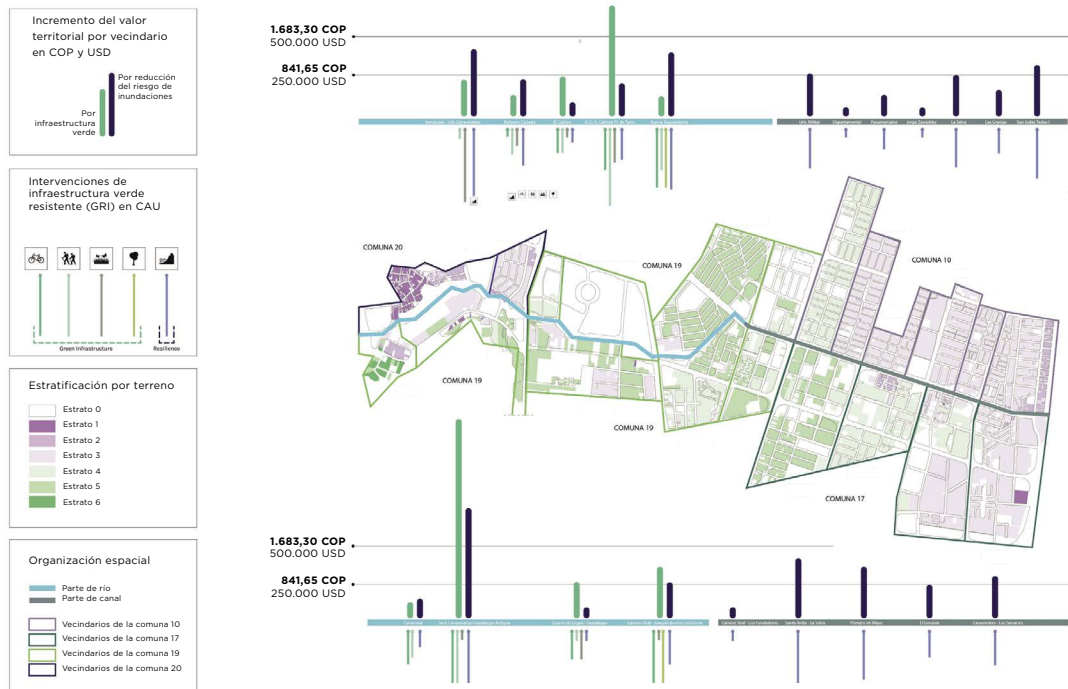 Incremento del valor
territorial por vecindario
en COP y USD
Por reducción
del riesgo de
inundaciones
Por
infraestructura
verde
Intervenciones de
infraestructura verde
resistente (GRI) en CAU
Green Infrastructure
Resilience
Estratificación por terreno
Estrato 0
Estrato 1
Estrato 2
Estrato 3
Estrato 4
Estrato 5
Estrato 6
Organización espacial
Parte de río
Parte de canal
Vecindarios de la comuna 10
Vecindarios de la comuna 17
Vecindarios de la comuna 19
Vecindarios de la comuna 20
1.683,30 COP
500.000 USD
841,65 COP
250.000 USD
El Cortijo
Urb. Militar
Departamental
Panamericano
Jorge Zawadsky
La Selva
Las Granjas
San Judas Tadeo I
COMUNA 20
COMUNA 19
COMUNA 10
COMUNA 19
COMUNA 19
COMUNA 17
1.683,30 COP
500.000 USD
841,65 COP
250.000 USD
Camino Real - Los Fundadores
Santa Anita - La Selva
Primero de Mayo
El Limonar